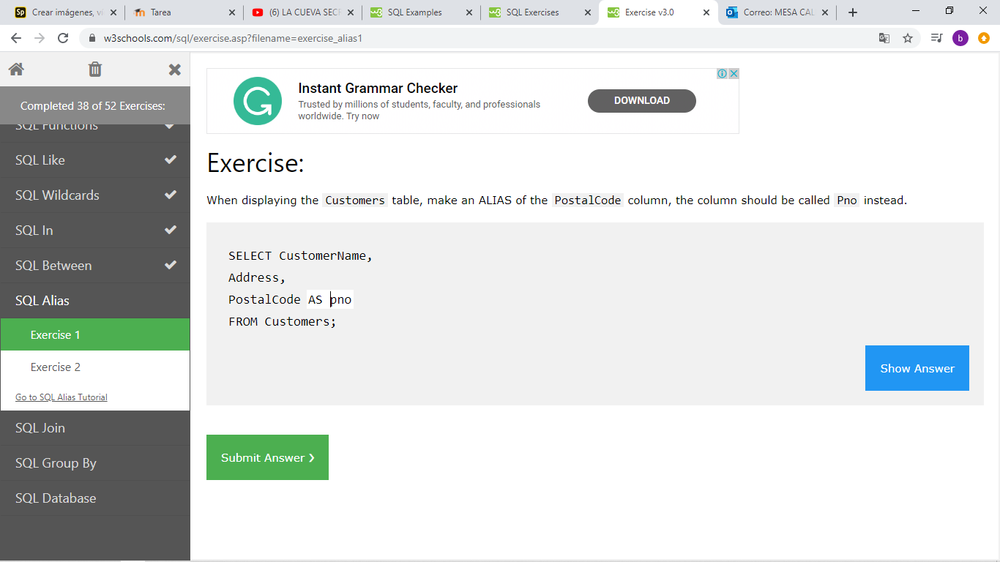 Crear imágenes, ví
Tarea
(6) LA CUEVA SECR
SQL Examples
SQL Exercises
Exercise v3.0
Correo: MESA CAL
w3schools.com/sql/exercise.asp?filename=exercise_alias1
b
Completed 38 of 52 Exercises:
SQL Functions
SQL Like
SQL Wildcards
SQL In
SQL Between
SQL Alias
Exercise 1
Exercise 2
Go to SQL Alias Tutorial
SQL Join
SQL Group By
SQL Database
Instant Grammar Checker
Trusted by millions of students, faculty, and professionals
worldwide. Try now
DOWNLOAD
Exercise:
When displaying the Customers table, make an ALIAS of the PostalCode column, the column should be called Pno instead.
SELECT CustomerName,
Address,
PostalCode AS pno
FROM Customers;
Show Answer
Submit Answer ❯